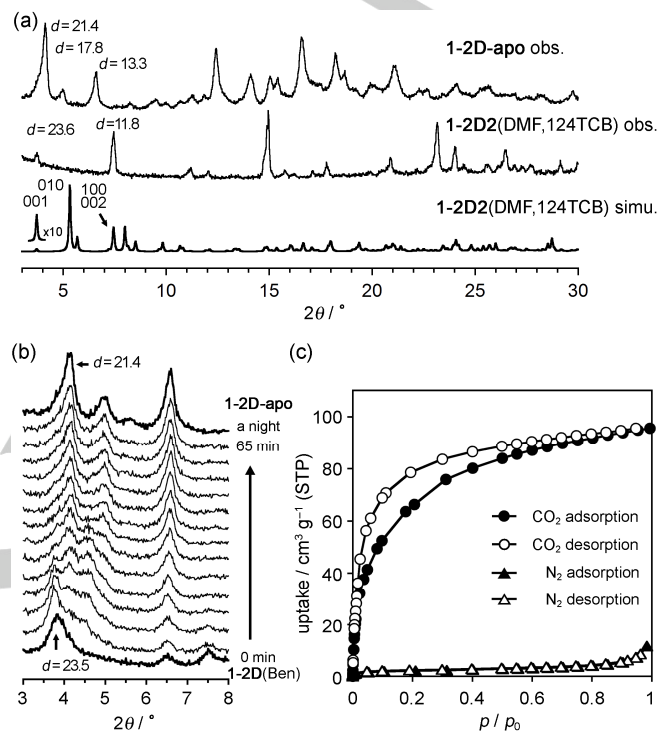 (a)
d = 21.4
d = 17.8
d = 13.3
1-2D-apo obs.
d = 23.6
d = 11.8
1-2D2(DMF,124TCB) obs.
010
100
001
002
x10
1-2D2(DMF,124TCB) simu.
5 10 15 20 25 30
2θ / °
(b)
d = 21.4
1-2D-apo
a night
65 min
0 min
1-2D(Ben)
d = 23.5
3 4 5 6 7 8
2θ / °
(c)
100
80
60
40
20
0
uptake / cm³ g⁻¹ (STP)
CO₂ adsorption
CO₂ desorption
N₂ adsorption
N₂ desorption
0 0.2 0.4 0.6 0.8 1
p / p₀